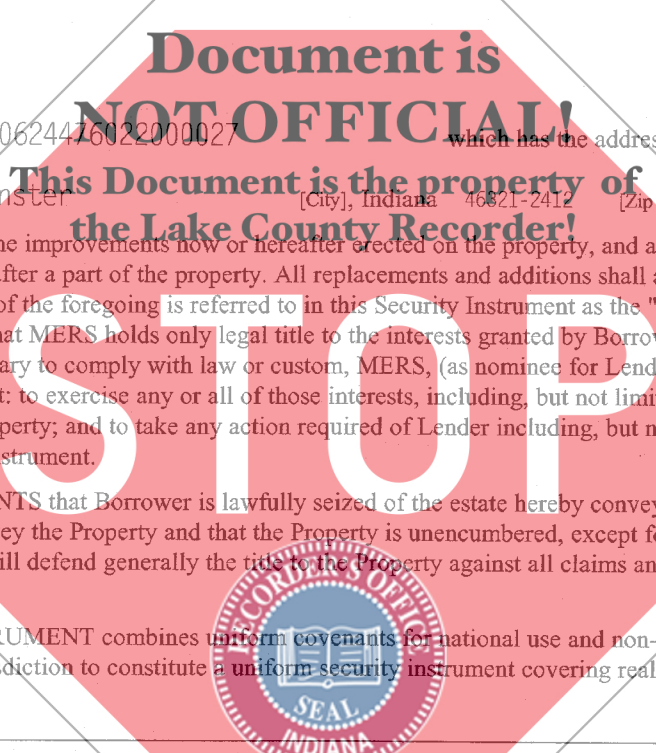 Document is
NOT OFFICIAL!
0624476022000027 which has the addres
This Document is the property of
nster [City], Indiana 46321-2412 [Zip
the Lake County Recorder!
he improvements now or hereafter erected on the property, and a
after a part of the property. All replacements and additions shall a
of the foregoing is referred to in this Security Instrument as the "
hat MERS holds only legal title to the interests granted by Borrow
ary to comply with law or custom, MERS, (as nominee for Lend
t: to exercise any or all of those interests, including, but not limi
perty; and to take any action required of Lender including, but n
strument.
STOP
NTS that Borrower is lawfully seized of the estate hereby convey
ey the Property and that the Property is unencumbered, except fo
ill defend generally the title to the Property against all claims an
RUMENT combines uniform covenants for national use and non-
sdiction to constitute a uniform security instrument covering real
RECORDER'S OFFICE
SEAL
INDIANA